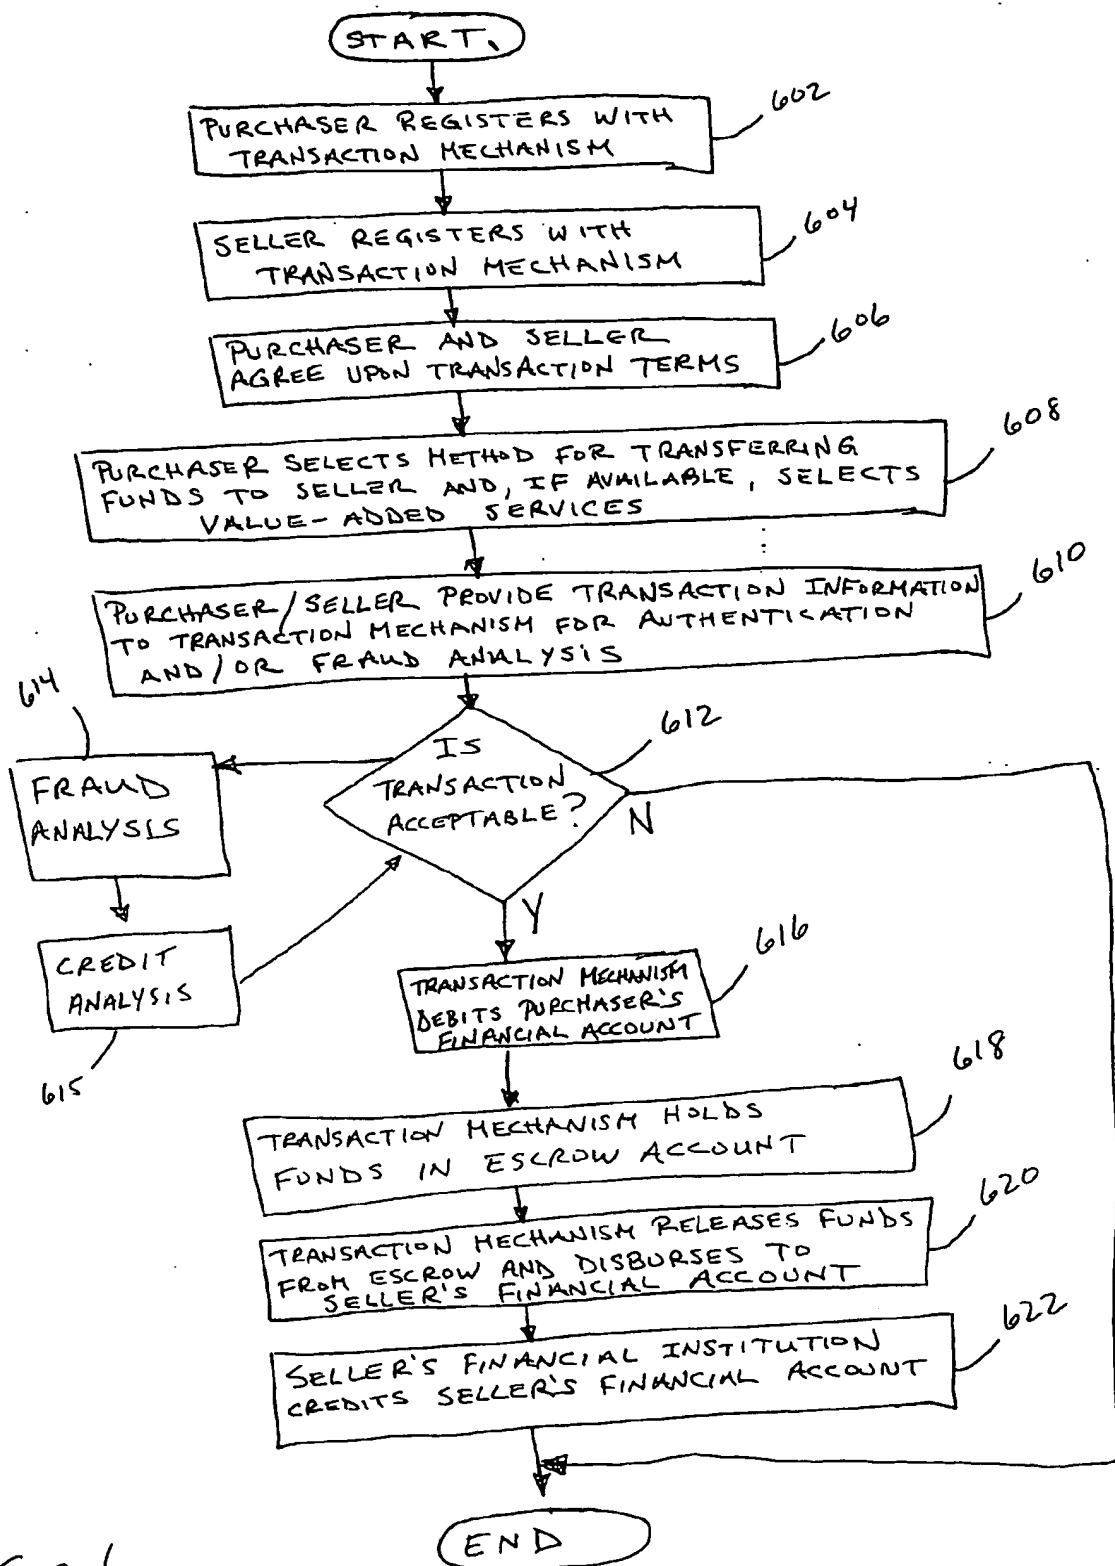 START.
602
PURCHASER REGISTERS WITH
TRANSACTION MECHANISM
604
SELLER REGISTERS WITH
TRANSACTION MECHANISM
606
PURCHASER AND SELLER
AGREE UPON TRANSACTION TERMS
608
PURCHASER SELECTS METHOD FOR TRANSFERRING
FUNDS TO SELLER AND, IF AVAILABLE, SELECTS
VALUE-ADDED SERVICES
610
PURCHASER/SELLER PROVIDE TRANSACTION INFORMATION
TO TRANSACTION MECHANISM FOR AUTHENTICATION
AND/OR FRAUD ANALYSIS
614
612
IS
TRANSACTION
ACCEPTABLE?
N
FRAUD
ANALYSIS
Y
CREDIT
ANALYSIS
615
616
TRANSACTION MECHANISM
DEBITS PURCHASER'S
FINANCIAL ACCOUNT
618
TRANSACTION MECHANISM HOLDS
FUNDS IN ESCROW ACCOUNT
620
TRANSACTION MECHANISM RELEASES FUNDS
FROM ESCROW AND DISBURSES TO
SELLER'S FINANCIAL ACCOUNT
622
SELLER'S FINANCIAL INSTITUTION
CREDITS SELLER'S FINANCIAL ACCOUNT
END